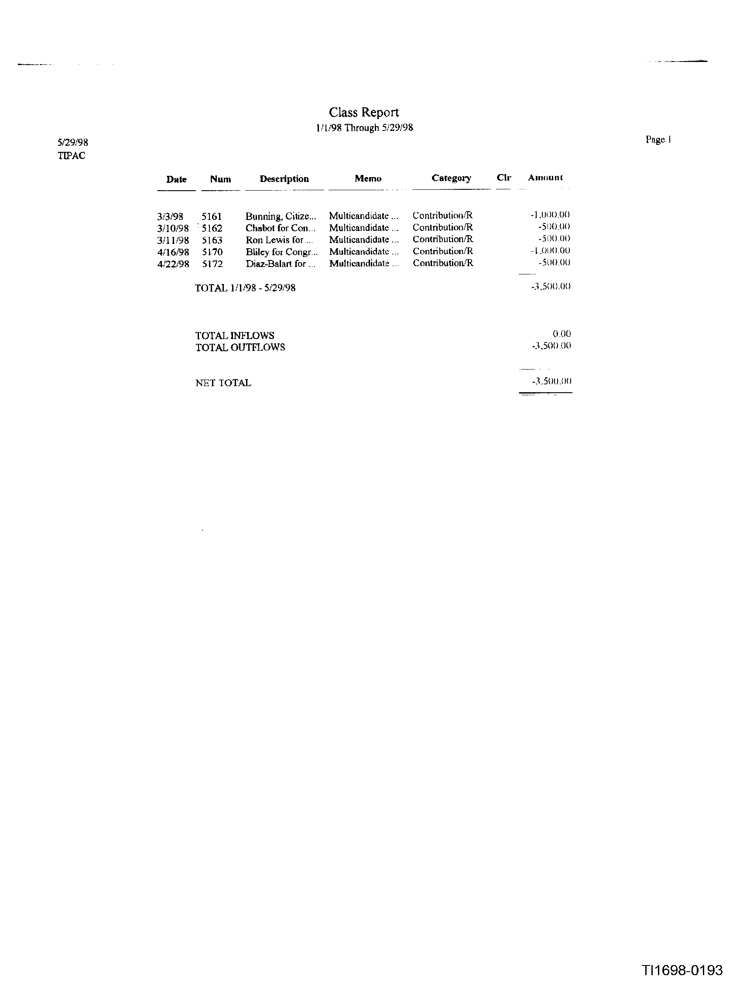 Class Report
1/1/98 Through 5/29/98
5/29/98
Page 1
TIPAC
Date Num Description Memo Category Clr Amount
3/3/98 5161 Bunning, Citize... Multicandidate ... Contribution/R -1,000.00
3/10/98 5162 Chabot for Con... Multicandidate ... Contribution/R -500.00
3/11/98 5163 Ron Lewis for ... Multicandidate ... Contribution/R -500.00
4/16/98 5170 Bliley for Congr... Multicandidate ... Contribution/R -1,000.00
4/22/98 5172 Diaz-Balart for ... Multicandidate ... Contribution/R -500.00
TOTAL 1/1/98 - 5/29/98 -3,500.00
TOTAL INFLOWS 0.00
TOTAL OUTFLOWS -3,500.00
NET TOTAL -3,500.00
TI1698-0193